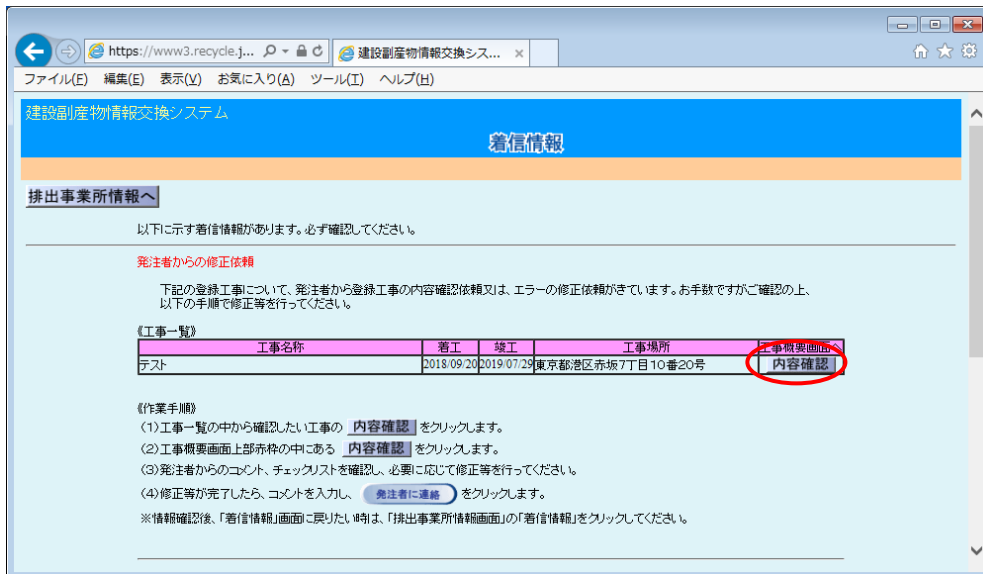 https://www3.recycle.j...
建設副産物情報交換シス...
ファイル(F) 編集(E) 表示(V) お気に入り(A) ツール(T) ヘルプ(H)
建設副産物情報交換システム
着信情報
排出事業所情報へ
以下に示す着信情報があります。必ず確認してください。
発注者からの修正依頼
下記の登録工事について、発注者から登録工事の内容確認依頼又は、エラーの修正依頼がきています。お手数ですがご確認の上、
以下の手順で修正等を行ってください。
《工事一覧》
工事名称 着工 竣工 工事場所 工事概要画面へ
テスト 2018/09/20 2019/07/29 東京都港区赤坂7丁目10番20号 内容確認
《作業手順》
(1)工事一覧の中から確認したい工事の 内容確認 をクリックします。
(2)工事概要画面上部赤枠の中にある 内容確認 をクリックします。
(3)発注者からのコメント、チェックリストを確認し、必要に応じて修正等を行ってください。
(4)修正等が完了したら、コメントを入力し、 発注者に連絡 をクリックします。
※情報確認後、「着信情報」画面に戻りたい時は、「排出事業所情報画面」の「着信情報」をクリックしてください。